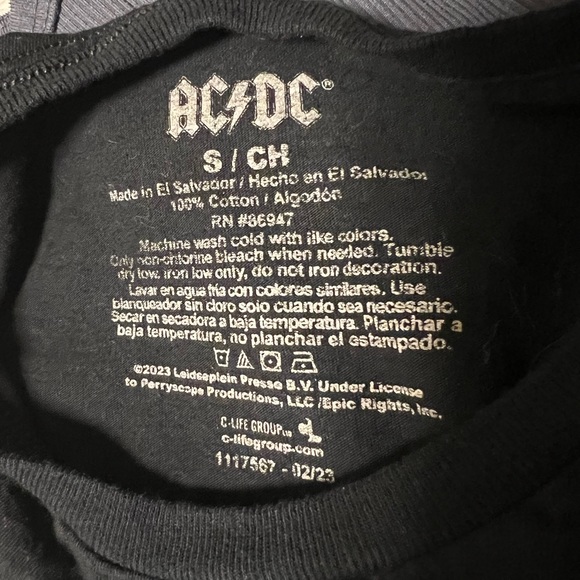 AC⚡DC®
S / CH
Made in El Salvador / Hecho en El Salvador
100% Cotton / Algodón
RN #86947
Machine wash cold with like colors.
Only non-chlorine bleach when needed. Tumble
dry low. Iron low only, do not iron decoration.
Lavar en agua fria con colores similares. Use
blanqueador sin cloro solo cuando sea necesario.
Secar en secadora a baja temperatura. Planchar a
baja temperatura, no planchar el estampado.
©2023 Leidseplein Presse B.V. Under License
to Perryscope Productions, LLC /Epic Rights, Inc.
C-LIFE GROUP
c-lifegroup.com
1117567 - 02/23